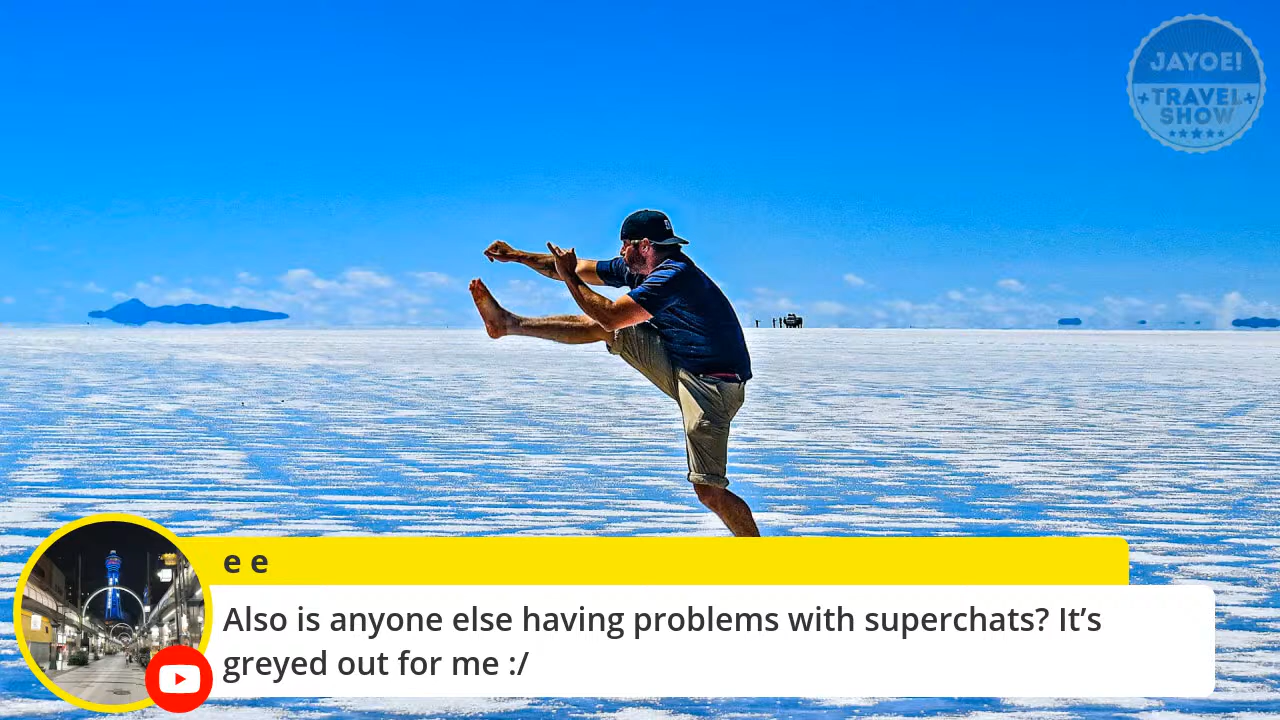 JAYOE!
TRAVEL
SHOW
e e
Also is anyone else having problems with superchats? It’s
greyed out for me :/